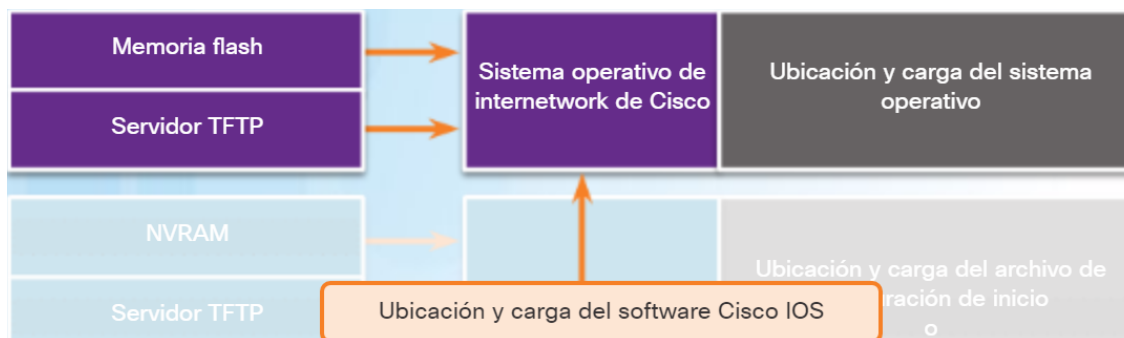 Memoria flash
Servidor TFTP
Sistema operativo de
internetwork de Cisco
Ubicación y carga del sistema
operativo
NVRAM
Servidor TFTP
Ubicación y carga del archivo de
ración de inicio
o
Ubicación y carga del software Cisco IOS